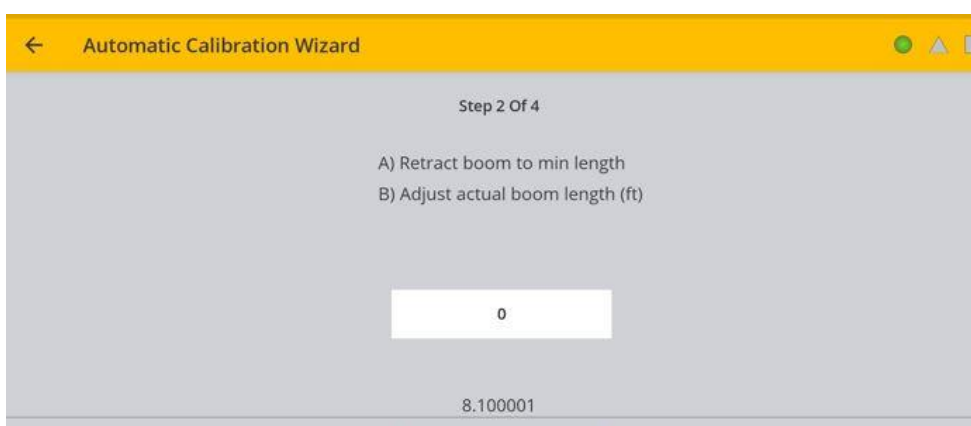 Automatic Calibration Wizard
Step 2 Of 4
A) Retract boom to min length
B) Adjust actual boom length (ft)
0
8.100001